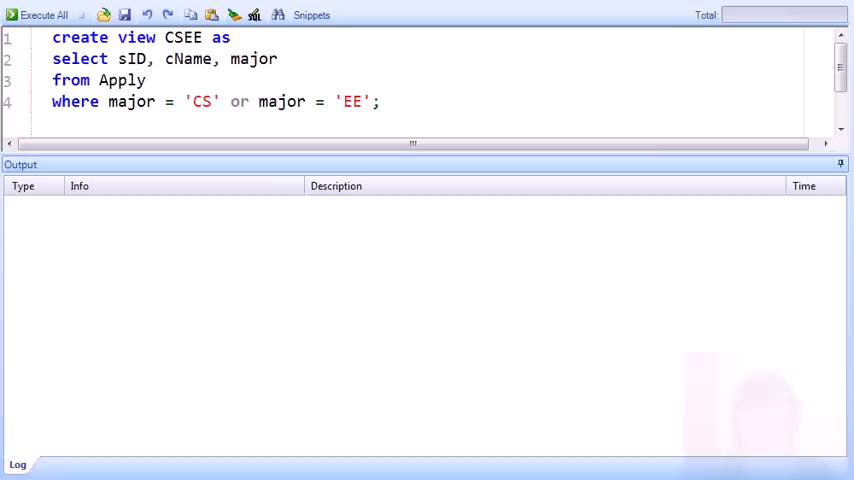 Execute All Snippets Total:
1 create view CSEE as
2 select sID, cName, major
3 from Apply
4 where major = 'CS' or major = 'EE';
Output
Type Info Description Time
Log